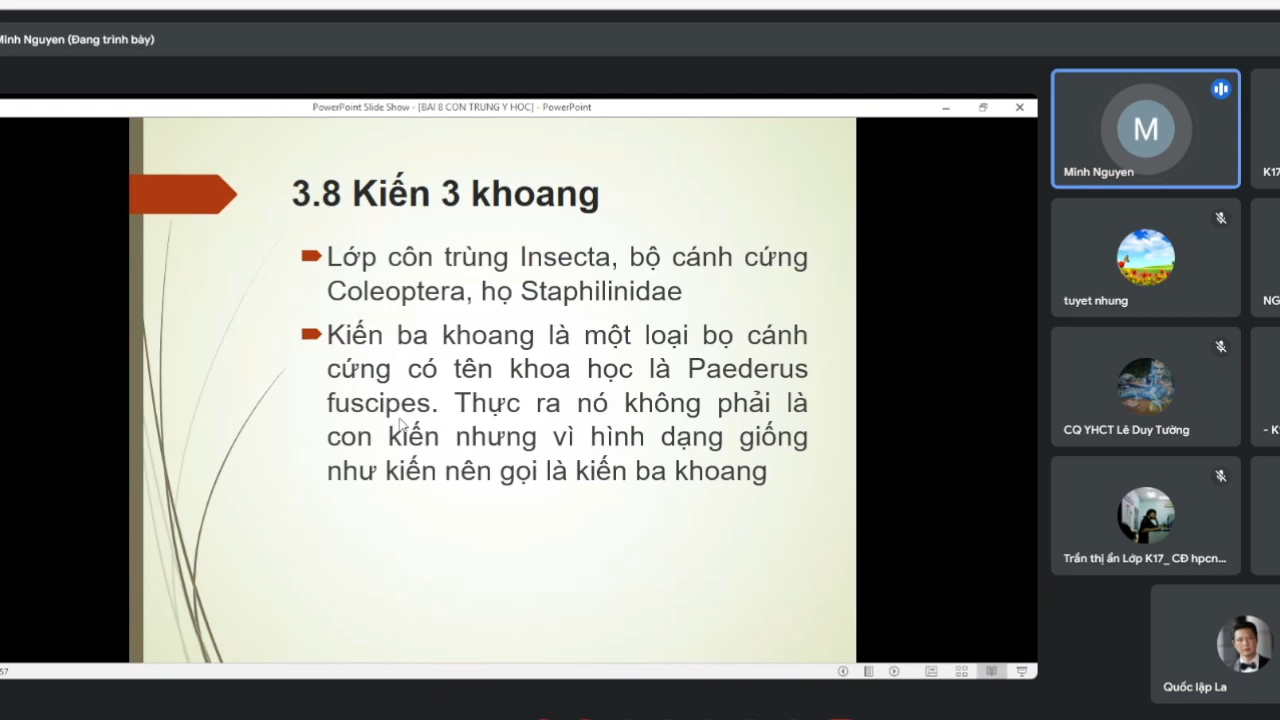 Minh Nguyen (Đang trình bày)
PowerPoint Slide Show - [BAI 8 CON TRUNG Y HOC] - PowerPoint
3.8 Kiến 3 khoang
Lớp côn trùng Insecta, bộ cánh cứng
Coleoptera, họ Staphilinidae
Kiến ba khoang là một loại bọ cánh
cứng có tên khoa học là Paederus
fuscipes. Thực ra nó không phải là
con kiến nhưng vì hình dạng giống
như kiến nên gọi là kiến ba khoang
M
Minh Nguyen
K17
tuyet nhung
NG
CQ YHCT Lê Duy Tường
- K
Trần thị ẩn Lớp K17_ CĐ hpcn...
Quốc lập La
57